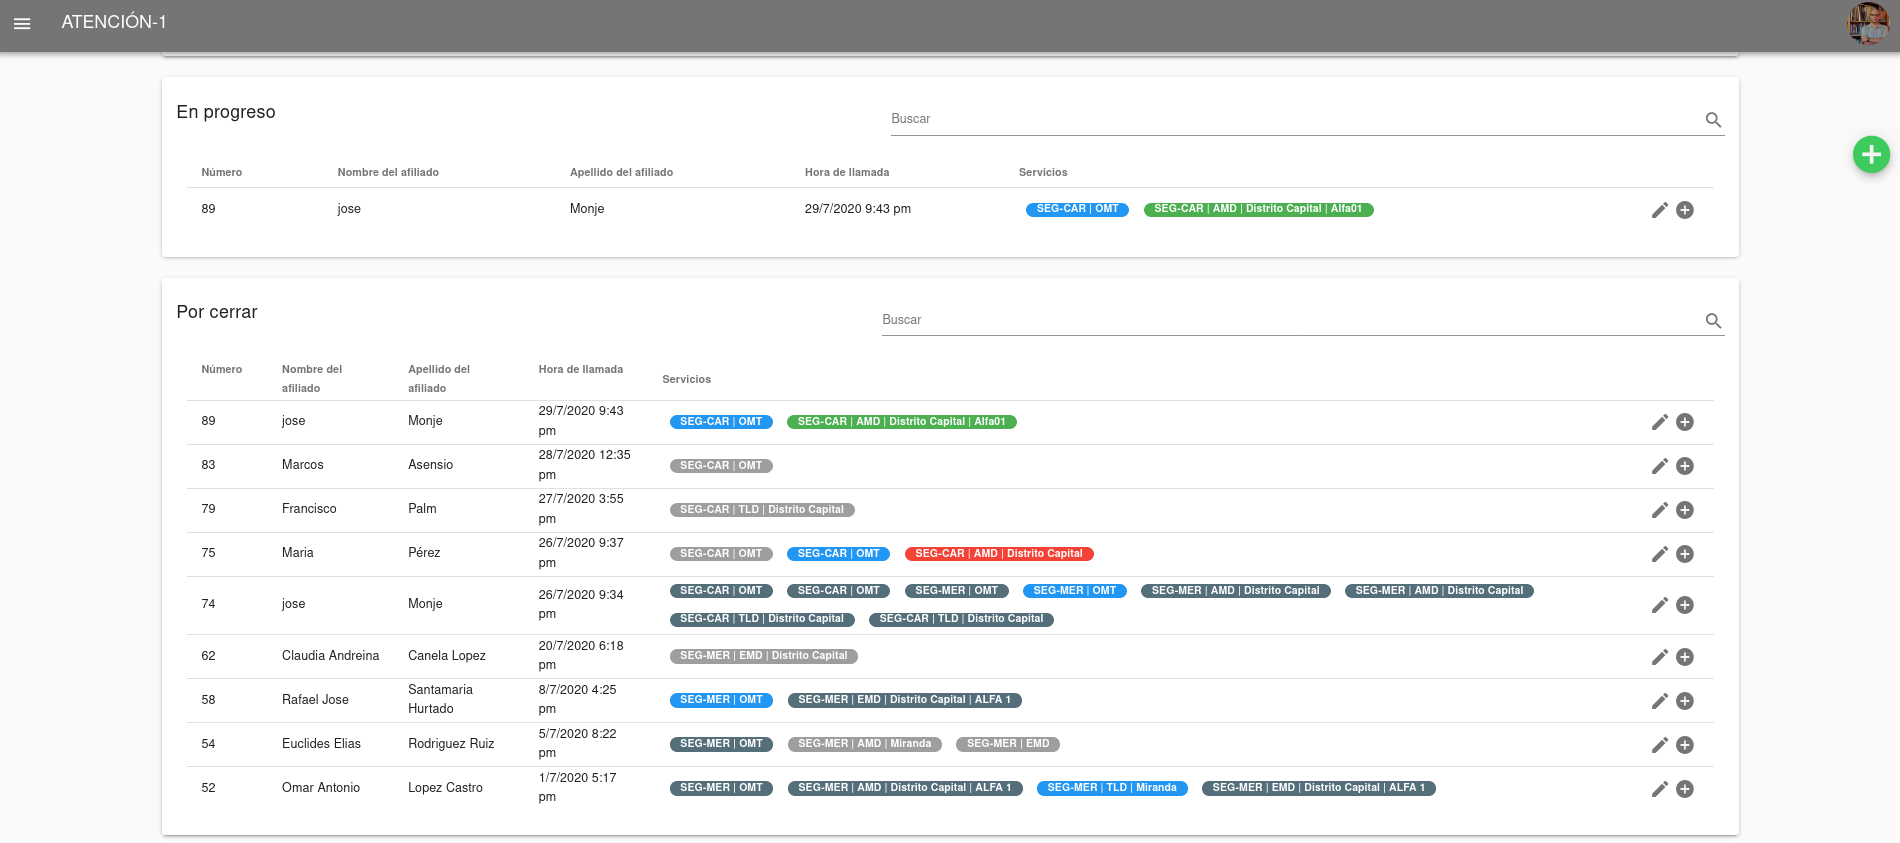 ATENCIÓN-1
En progreso
Buscar
Número Nombre del afiliado Apellido del afiliado Hora de llamada Servicios
89 jose Monje 29/7/2020 9:43 pm SEG-CAR | OMT SEG-CAR | AMD | Distrito Capital | Alfa01
Por cerrar
Buscar
Número Nombre del afiliado Apellido del afiliado Hora de llamada Servicios
89 jose Monje 29/7/2020 9:43 pm SEG-CAR | OMT SEG-CAR | AMD | Distrito Capital | Alfa01
83 Marcos Asensio 28/7/2020 12:35 pm SEG-CAR | OMT
79 Francisco Palm 27/7/2020 3:55 pm SEG-CAR | TLD | Distrito Capital
75 Maria Pérez 26/7/2020 9:37 pm SEG-CAR | OMT SEG-CAR | OMT SEG-CAR | AMD | Distrito Capital
74 jose Monje 26/7/2020 9:34 pm SEG-CAR | OMT SEG-CAR | OMT SEG-MER | OMT SEG-MER | OMT SEG-MER | AMD | Distrito Capital SEG-MER | AMD | Distrito Capital
SEG-CAR | TLD | Distrito Capital SEG-CAR | TLD | Distrito Capital
62 Claudia Andreina Canela Lopez 20/7/2020 6:18 pm SEG-MER | EMD | Distrito Capital
58 Rafael Jose Santamaria Hurtado 8/7/2020 4:25 pm SEG-MER | OMT SEG-MER | EMD | Distrito Capital | ALFA 1
54 Euclides Elias Rodriguez Ruiz 5/7/2020 8:22 pm SEG-MER | OMT SEG-MER | AMD | Miranda SEG-MER | EMD
52 Omar Antonio Lopez Castro 1/7/2020 5:17 pm SEG-MER | OMT SEG-MER | AMD | Distrito Capital | ALFA 1 SEG-MER | TLD | Miranda SEG-MER | EMD | Distrito Capital | ALFA 1